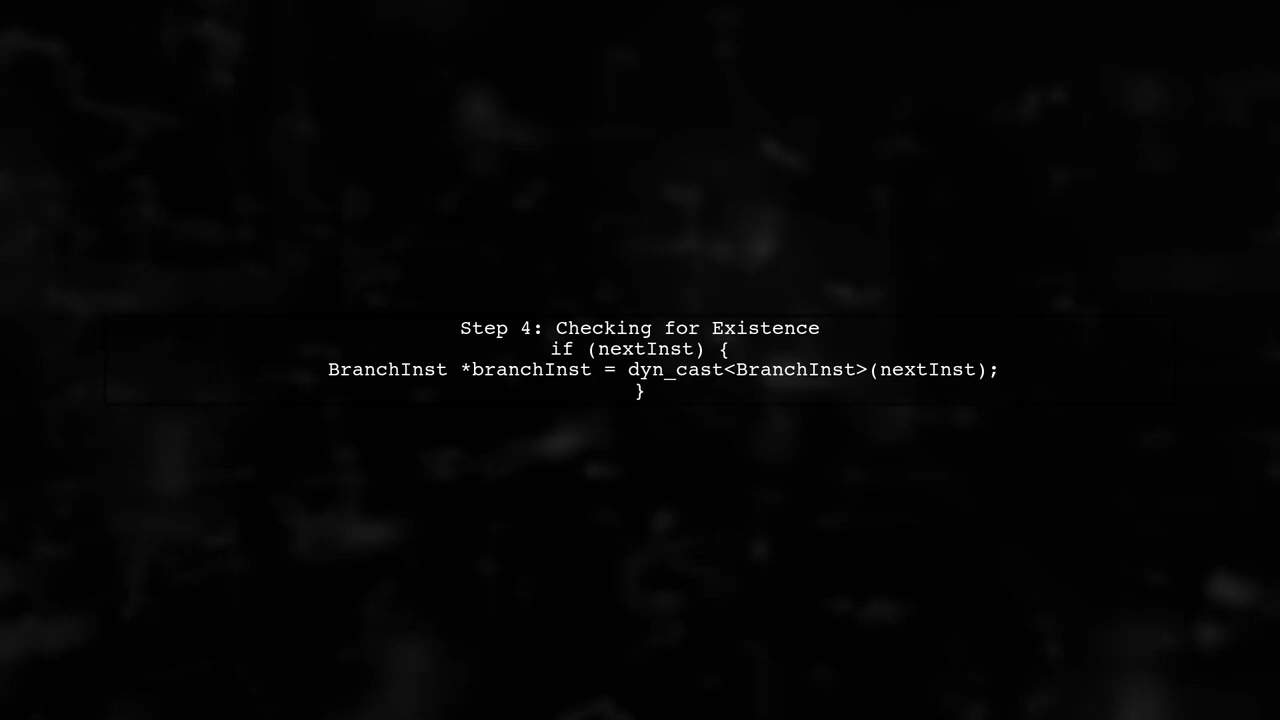 Step 4: Checking for Existence
if (nextInst) {
BranchInst *branchInst = dyn_cast<BranchInst>(nextInst);
}